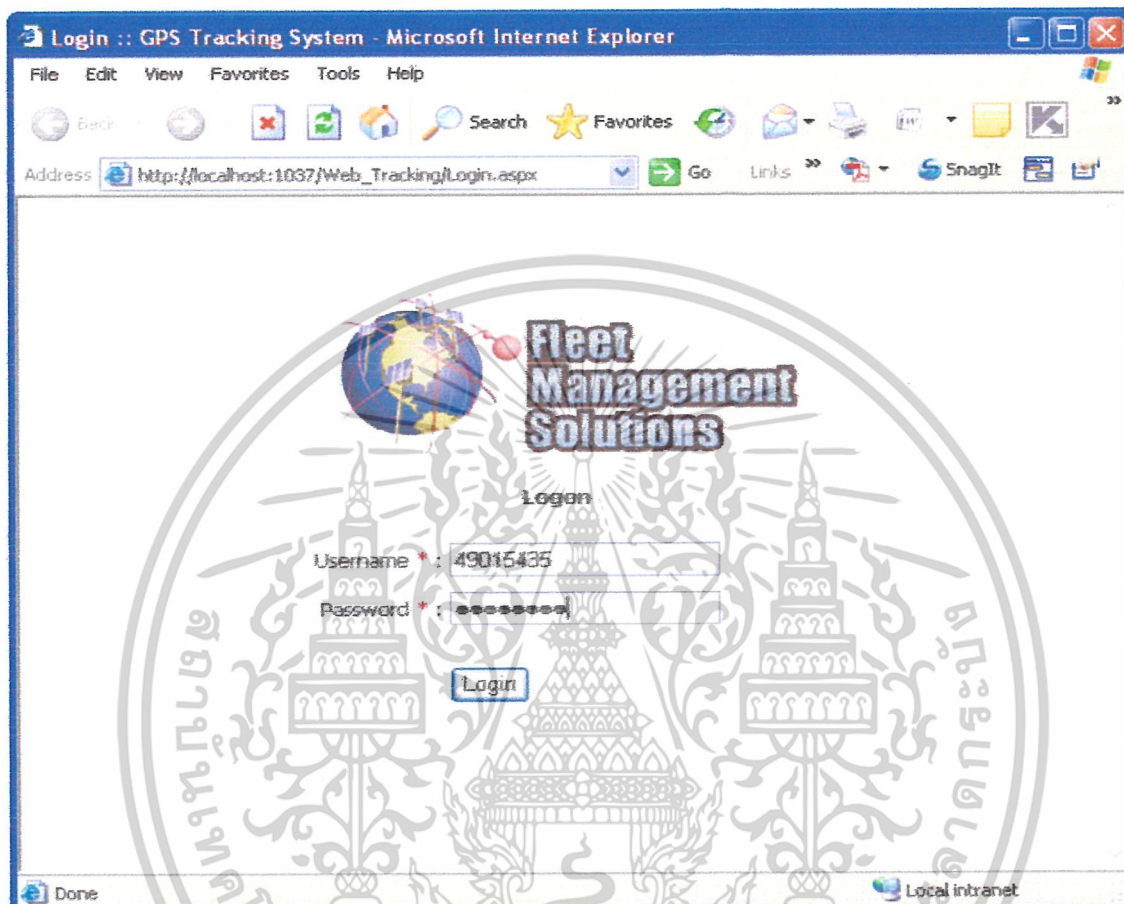 Login :: GPS Tracking System - Microsoft Internet Explorer
File Edit View Favorites Tools Help
Back Search Favorites
Address http://localhost:1037/Web_Tracking/Login.aspx Go Links SnagIt
Fleet
Management
Solutions
Logon
Username * : 49015435
Password * : ●●●●●●●●
Login
Done Local intranet